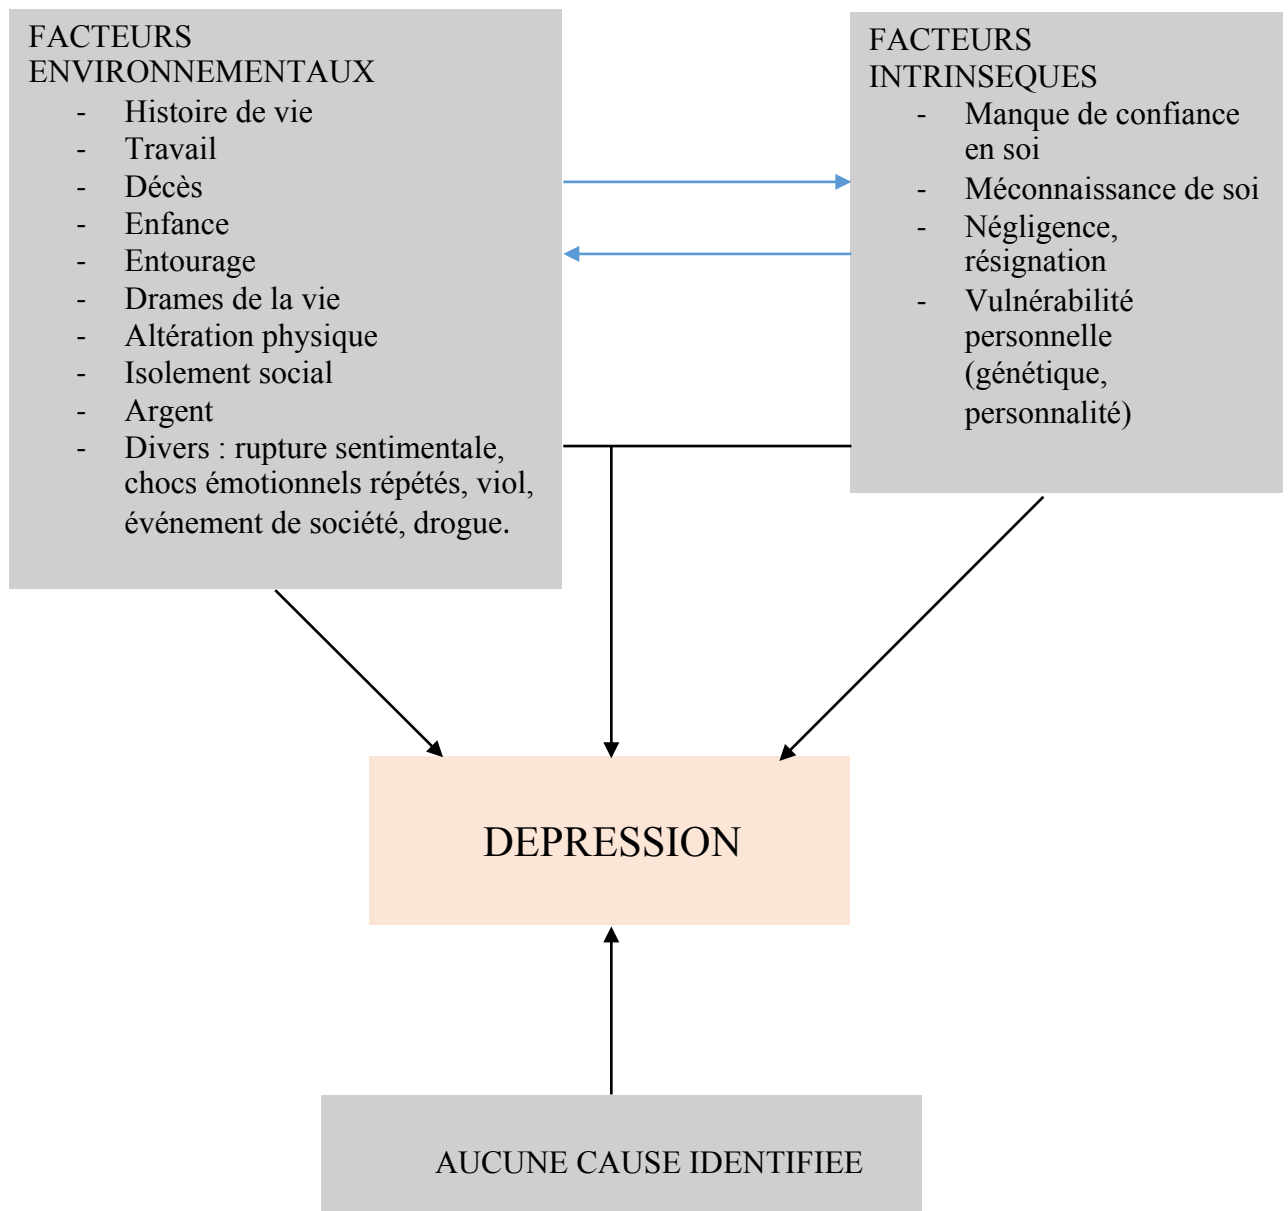 FACTEURS
ENVIRONNEMENTAUX
- Histoire de vie
- Travail
- Décès
- Enfance
- Entourage
- Drames de la vie
- Altération physique
- Isolement social
- Argent
- Divers : rupture sentimentale,
chocs émotionnels répétés, viol,
événement de société, drogue.
FACTEURS
INTRINSEQUES
- Manque de confiance
en soi
- Méconnaissance de soi
- Négligence,
résignation
- Vulnérabilité
personnelle
(génétique,
personnalité)
DEPRESSION
AUCUNE CAUSE IDENTIFIEE